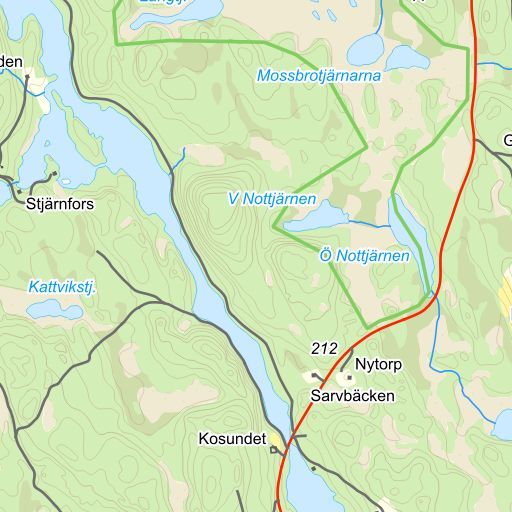 Mossbrotjärnarna
V Nottjärnen
Stjärnfors
Ö Nottjärnen
Kattvikstj.
212
Nytorp
Sarvbäcken
Kosundet